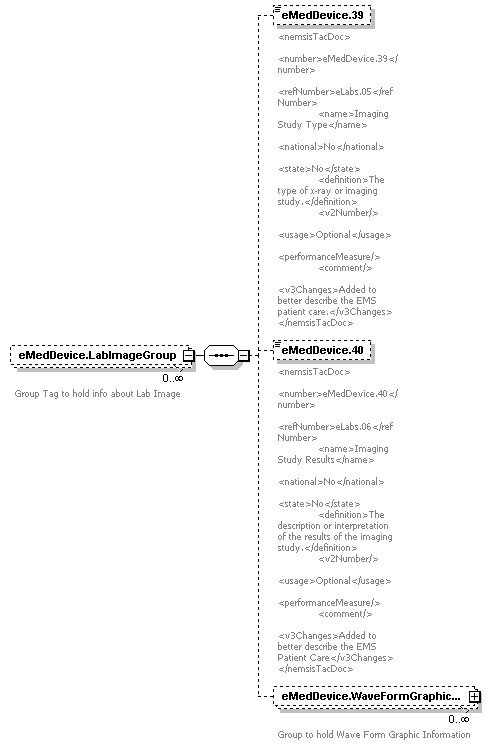 eMedDevice.39
<nemsisTacDoc>
<number>eMedDevice.39</
number>
<refNumber>eLabs.05</ref
Number>
<name>Imaging
Study Type</name>
<national>No</national>
<state>No</state>
<definition>The
type of x-ray or imaging
study.</definition>
<v2Number/>
<usage>Optional</usage>
<performanceMeasure/>
<comment/>
<v3Changes>Added to
better describe the EMS
patient care.</v3Changes>
</nemsisTacDoc>
eMedDevice.LabImageGroup
0..∞
Group Tag to hold info about Lab Image
eMedDevice.40
<nemsisTacDoc>
<number>eMedDevice.40</
number>
<refNumber>eLabs.06</ref
Number>
<name>Imaging
Study Results</name>
<national>No</national>
<state>No</state>
<definition>The
description or interpretation
of the results of the imaging
study.</definition>
<v2Number/>
<usage>Optional</usage>
<performanceMeasure/>
<comment/>
<v3Changes>Added to
better describe the EMS
Patient Care</v3Changes>
</nemsisTacDoc>
eMedDevice.WaveFormGraphic...
0..∞
Group to hold Wave Form Graphic Information